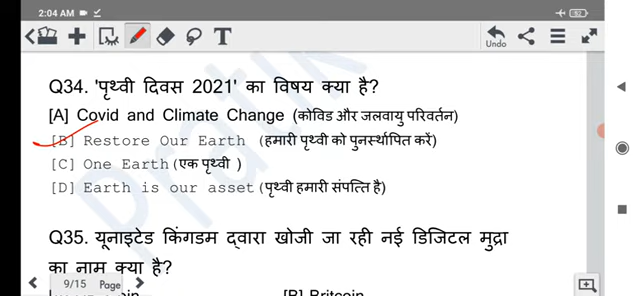 2:04 AM
52
Undo
Q34. 'पृथ्वी दिवस 2021' का विषय क्या है?
[A] Covid and Climate Change (कोविड और जलवायु परिवर्तन)
[B] Restore Our Earth (हमारी पृथ्वी को पुनर्स्थापित करें)
[C] One Earth (एक पृथ्वी )
[D] Earth is our asset (पृथ्वी हमारी संपत्ति है)
Q35. यूनाइटेड किंगडम द्वारा खोजी जा रही नई डिजिटल मुद्रा
का नाम क्या है?
9/15 Page
[B] Britcoin